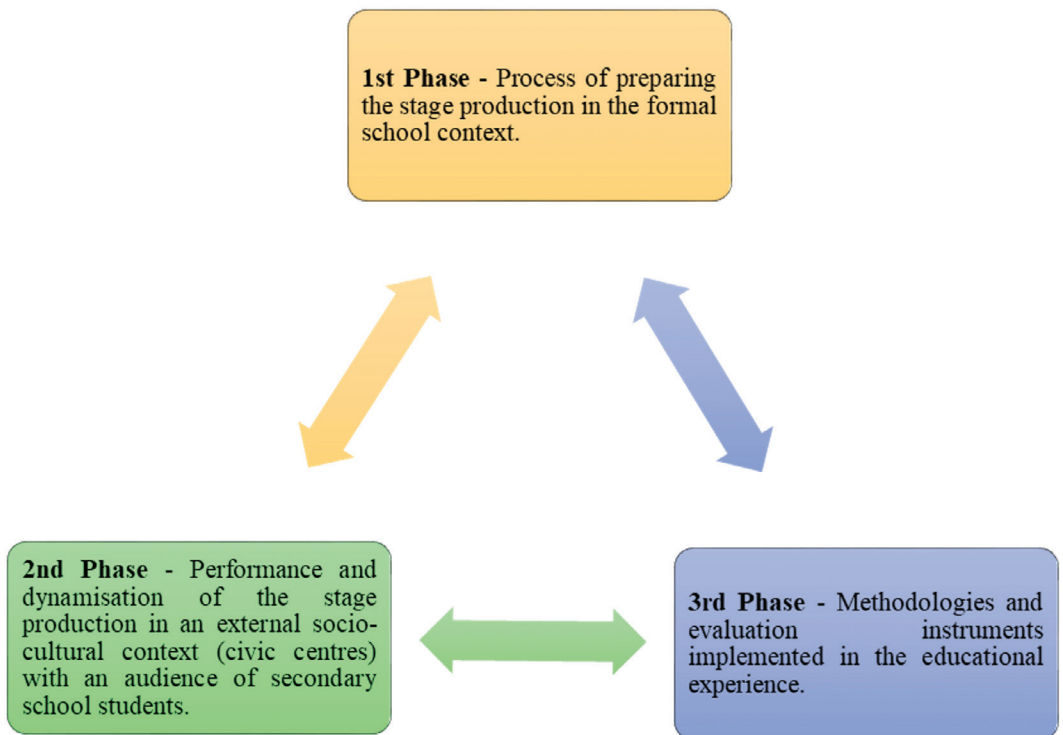 1st Phase - Process of preparing
the stage production in the formal
school context.
2nd Phase - Performance and
dynamisation of the stage
production in an external socio-
cultural context (civic centres)
with an audience of secondary
school students.
3rd Phase - Methodologies and
evaluation instruments
implemented in the educational
experience.